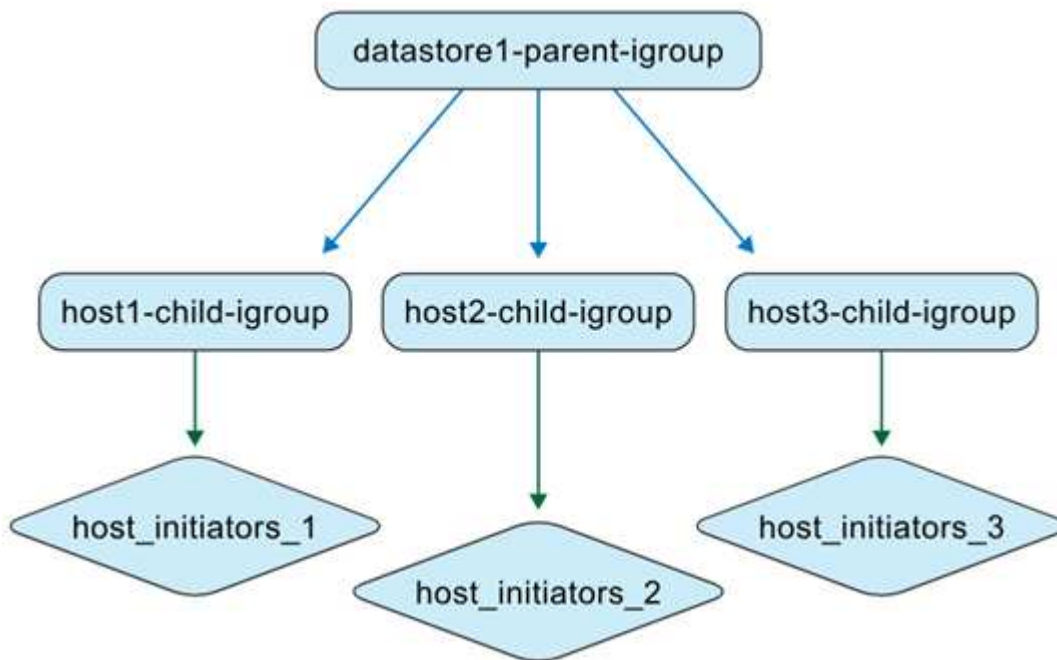 datastore1-parent-igroup
host1-child-igroup
host2-child-igroup
host3-child-igroup
host_initiators_1
host_initiators_2
host_initiators_3